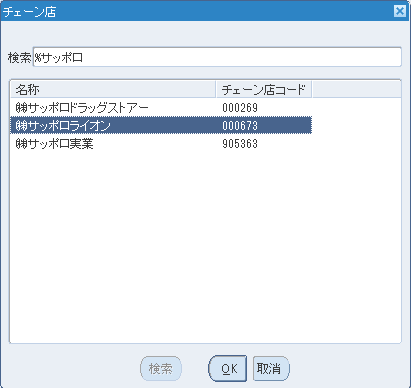 チェーン店
検索 %サッポロ
名称 チェーン店コード
㈱サッポロドラッグストアー 000269
㈱サッポロライオン 000673
㈱サッポロ実業 905363
検索 OK 取消